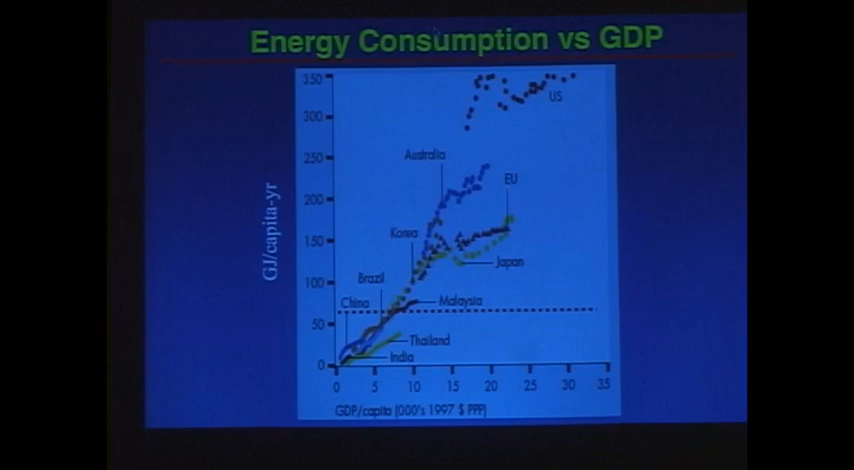 Energy Consumption vs GDP
GJ/capita-yr
350
300
250
200
150
100
50
0
US
Australia
EU
Korea
Japan
Brazil
China
Malaysia
Thailand
India
0 5 10 15 20 25 30 35
GDP/capita (000's 1997 $ PPP)